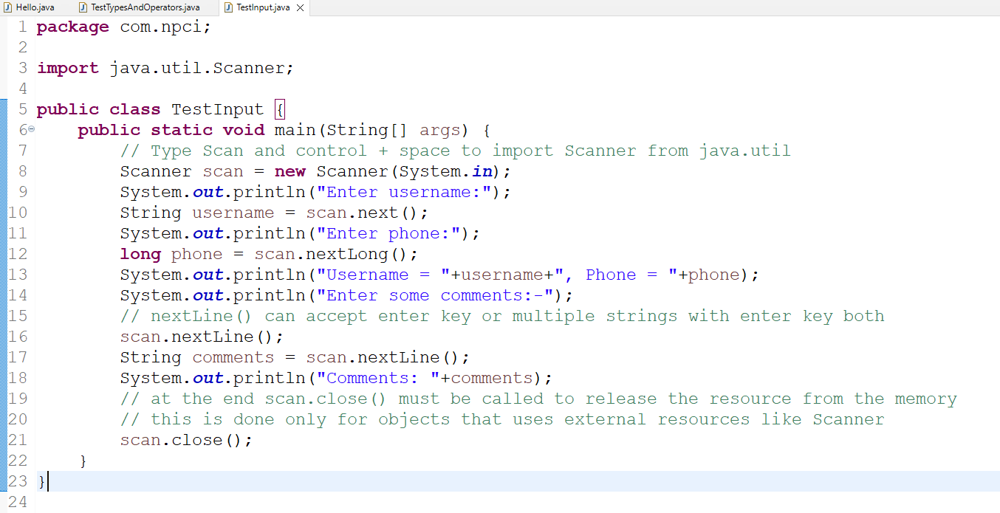 Hello.java TestTypesAndOperators.java TestInput.java
1 package com.npci;
2
3 import java.util.Scanner;
4
5 public class TestInput {
6     public static void main(String[] args) {
7         // Type Scan and control + space to import Scanner from java.util
8         Scanner scan = new Scanner(System.in);
9         System.out.println("Enter username:");
10         String username = scan.next();
11         System.out.println("Enter phone:");
12         long phone = scan.nextLong();
13         System.out.println("Username = "+username+", Phone = "+phone);
14         System.out.println("Enter some comments:-");
15         // nextLine() can accept enter key or multiple strings with enter key both
16         scan.nextLine();
17         String comments = scan.nextLine();
18         System.out.println("Comments: "+comments);
19         // at the end scan.close() must be called to release the resource from the memory
20         // this is done only for objects that uses external resources like Scanner
21         scan.close();
22     }
23 }
24